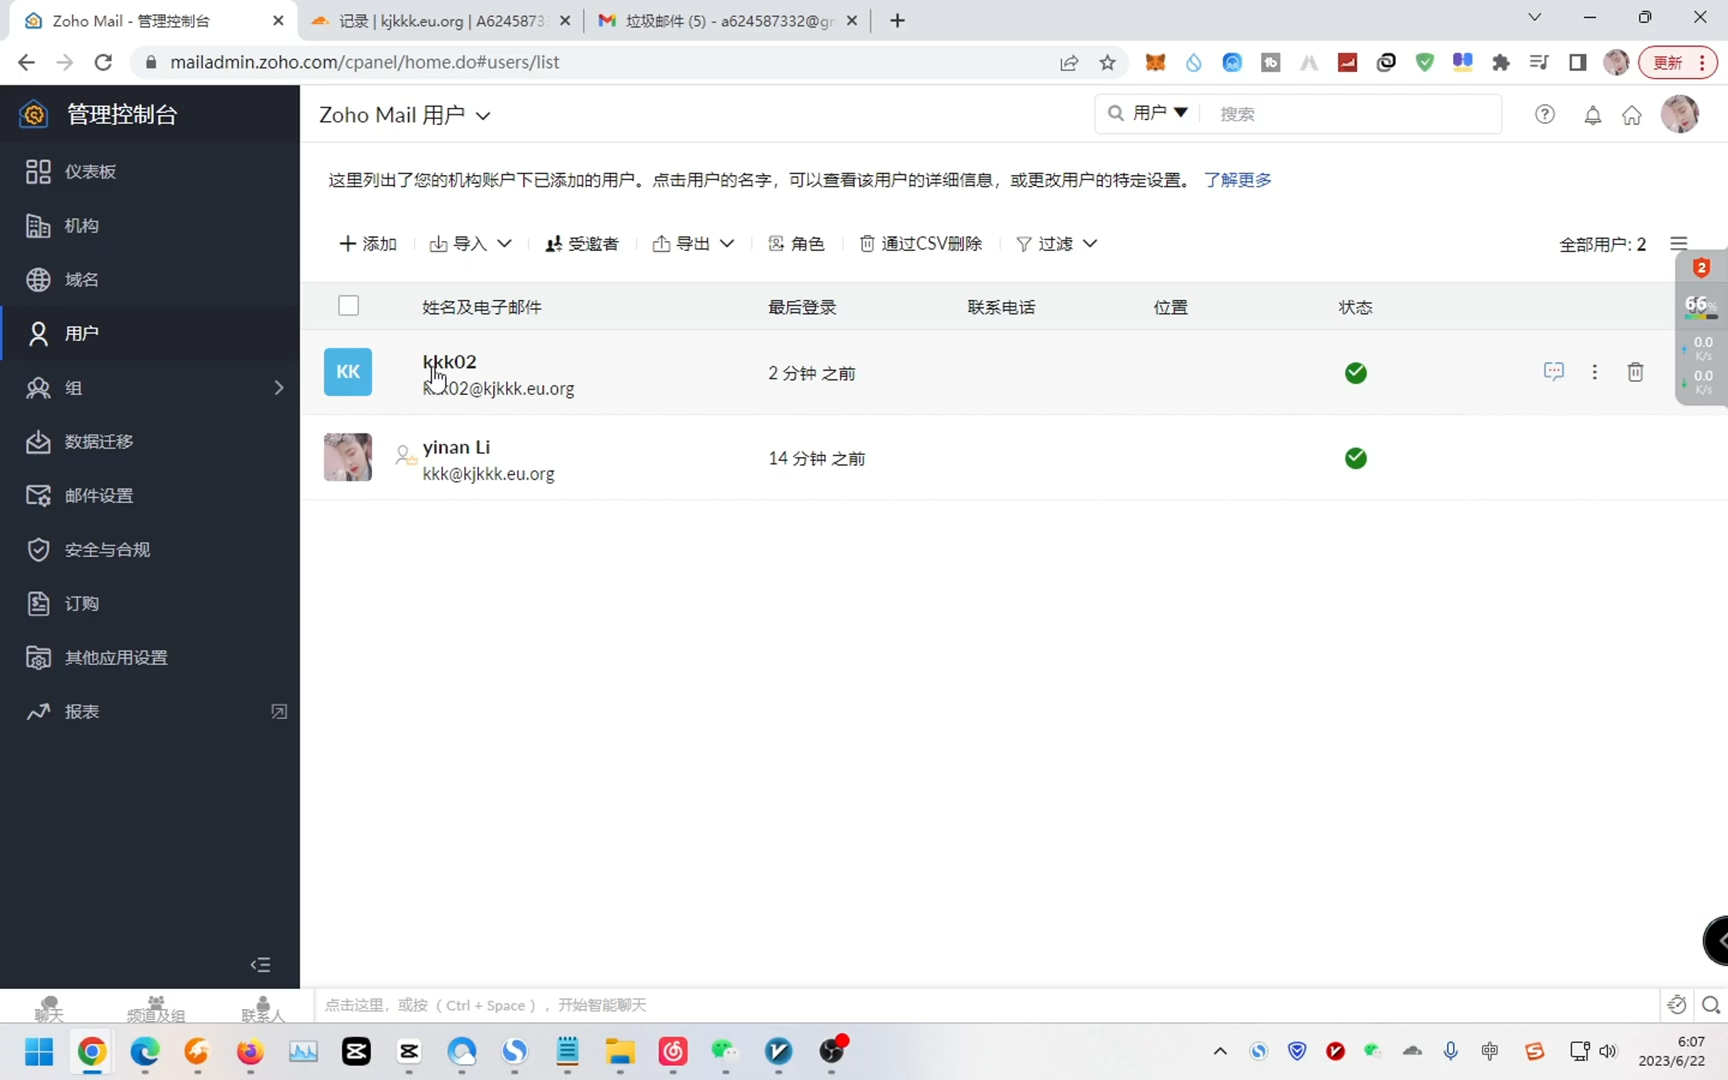 Zoho Mail - 管理控制台
记录 | kjkkk.eu.org | A62458733
垃圾邮件 (5) - a624587332@gm
mailadmin.zoho.com/cpanel/home.do#users/list
更新
管理控制台
Zoho Mail 用户
用户
搜索
仪表板
机构
域名
用户
组
数据迁移
邮件设置
安全与合规
订购
其他应用设置
报表
这里列出了您的机构账户下已添加的用户。点击用户的名字，可以查看该用户的详细信息，或更改用户的特定设置。 了解更多
添加
导入
受邀者
导出
角色
通过CSV删除
过滤
全部用户: 2
姓名及电子邮件
最后登录
联系电话
位置
状态
KK
kkk02
kkk02@kjkkk.eu.org
2 分钟 之前
yinan Li
kkk@kjkkk.eu.org
14 分钟 之前
2
66%
0.0
K/s
0.0
K/s
聊天
频道及组
联系人
点击这里，或按（ Ctrl + Space ），开始智能聊天
中
6:07
2023/6/22